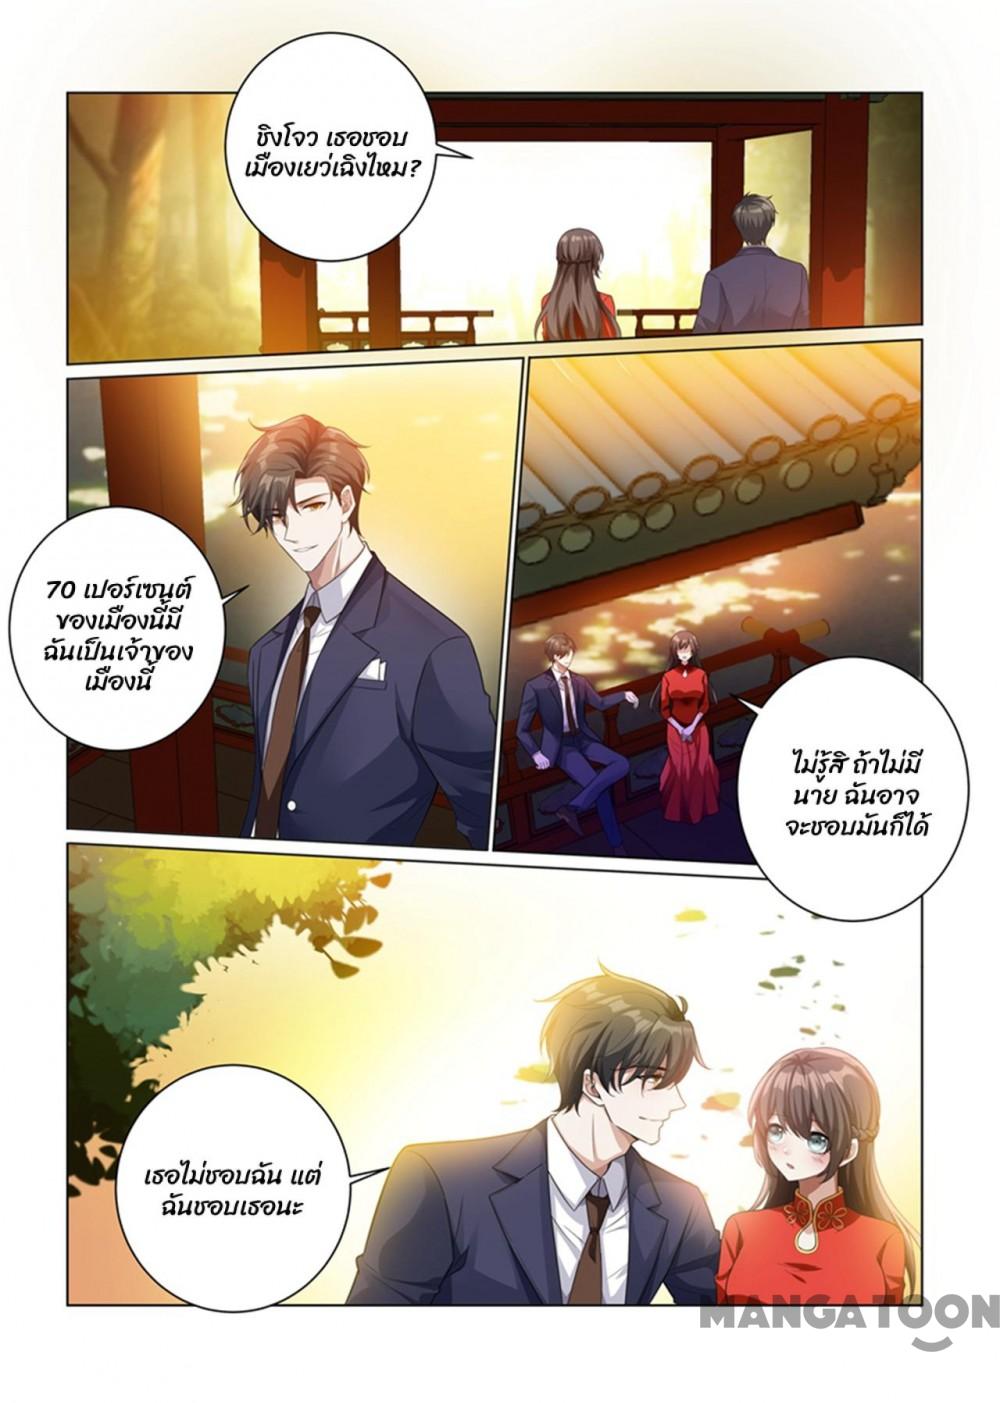 ชิงโจว เธอชอบ
เมืองเยว่เฉิงไหม?
70 เปอร์เซนต์
ของเมืองนี้มี
ฉันเป็นเจ้าของ
เมืองนี้
ไม่รู้สิ ถ้าไม่มี
นาย ฉันอาจ
จะชอบมันก็ได้
เธอไม่ชอบฉัน แต่
ฉันชอบเธอนะ
MANGATOON